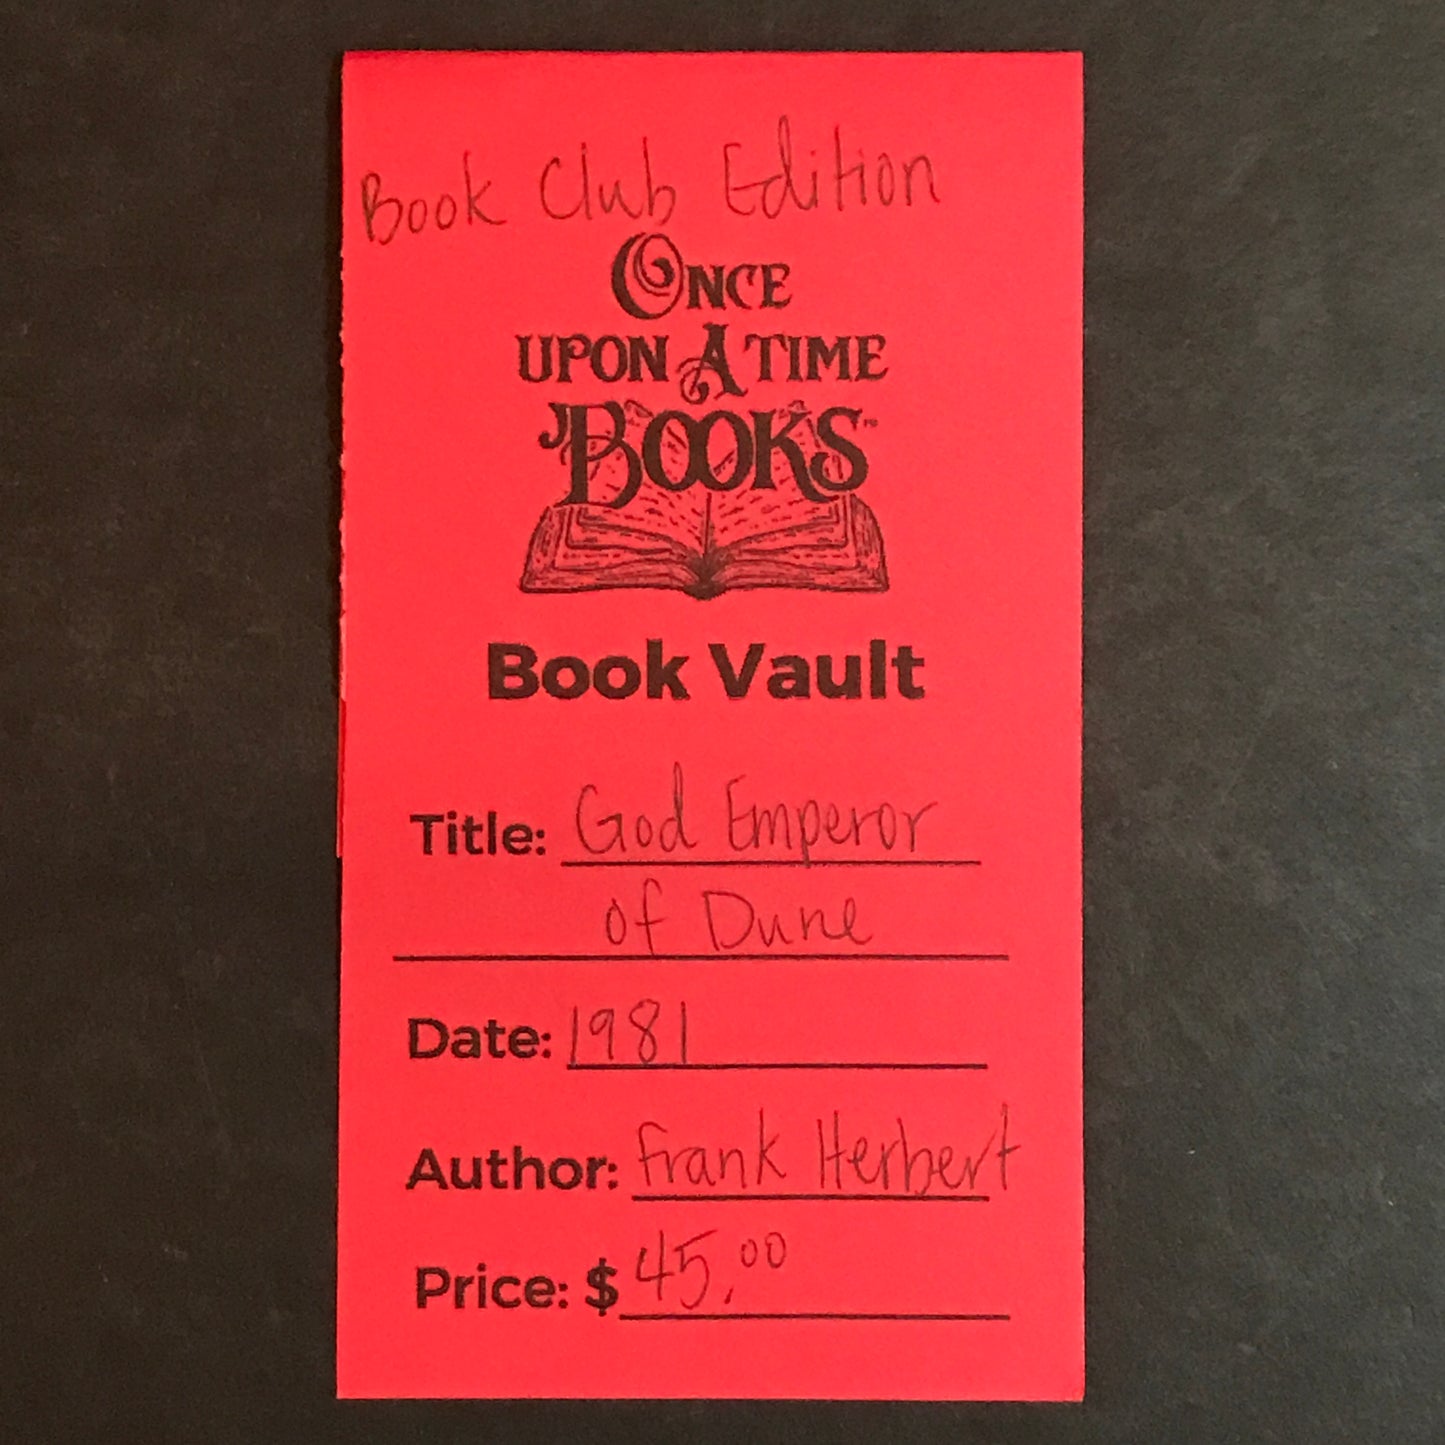 Book Club Edition
ONCE
UPON A TIME
BOOKS™
Book Vault
Title: God Emperor
of Dune
Date: 1981
Author: Frank Herbert
Price: $45.00